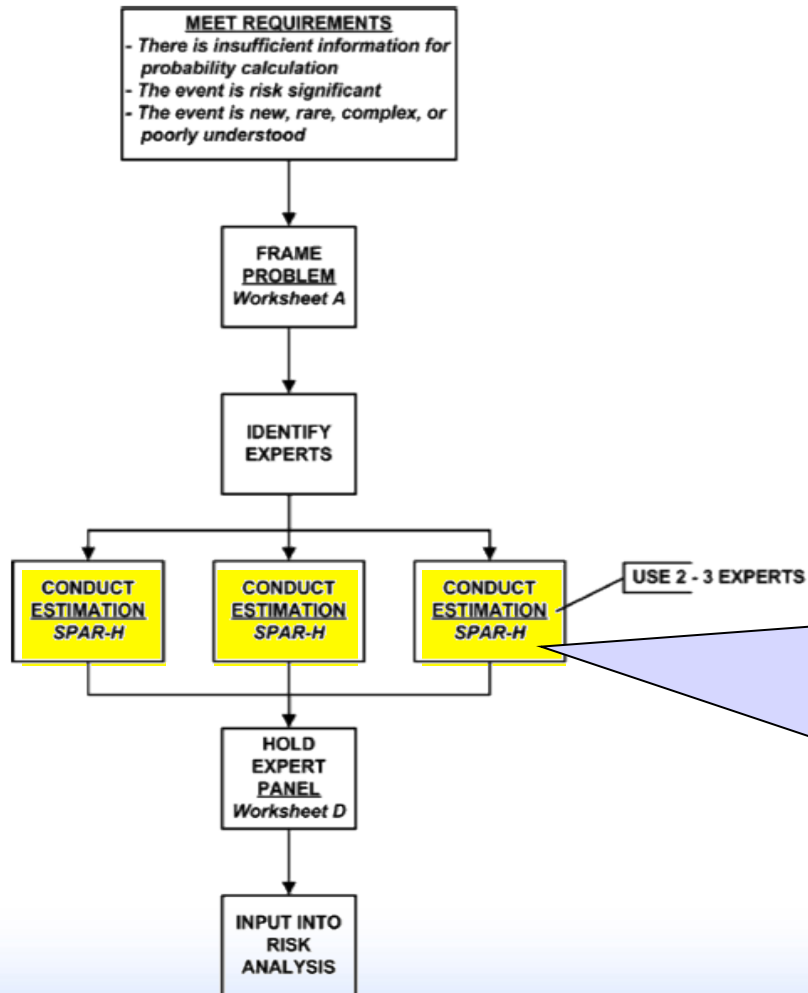 MEET REQUIREMENTS
- There is insufficient information for
probability calculation
- The event is risk significant
- The event is new, rare, complex, or
poorly understood
FRAME
PROBLEM
Worksheet A
IDENTIFY
EXPERTS
CONDUCT
ESTIMATION
SPAR-H
CONDUCT
ESTIMATION
SPAR-H
CONDUCT
ESTIMATION
SPAR-H
USE 2 - 3 EXPERTS
HOLD
EXPERT
PANEL
Worksheet D
INPUT INTO
RISK
ANALYSIS